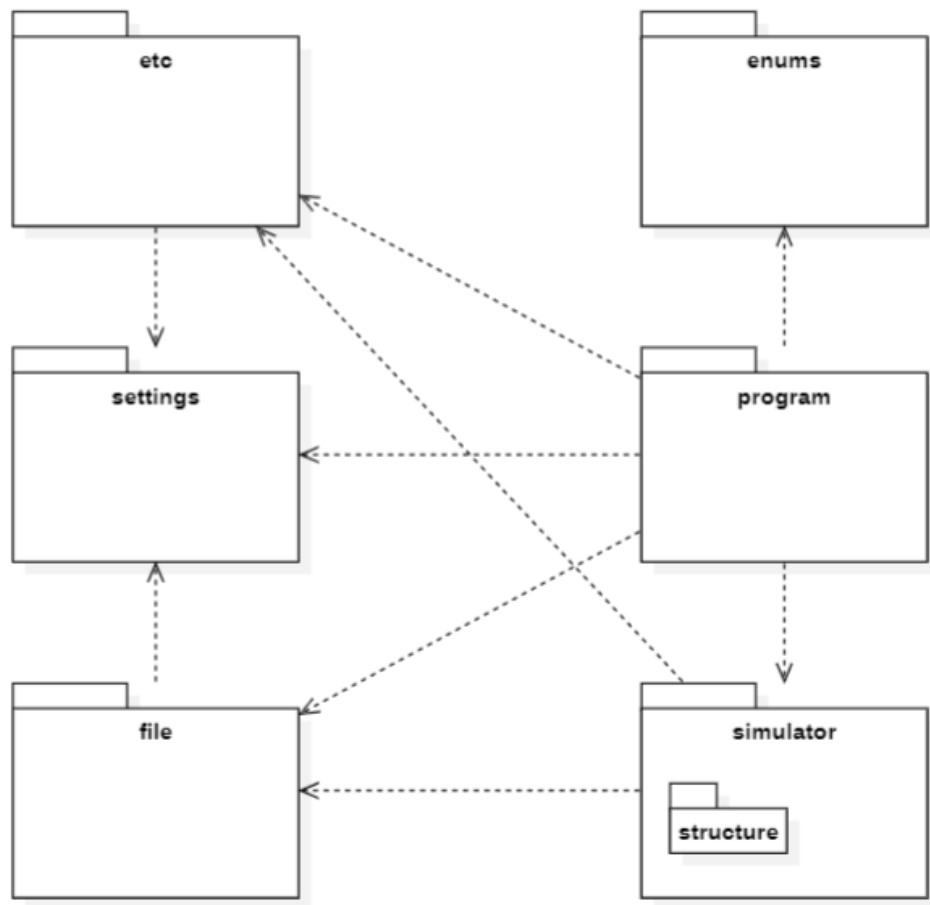 etc
enums
settings
program
file
simulator
structure